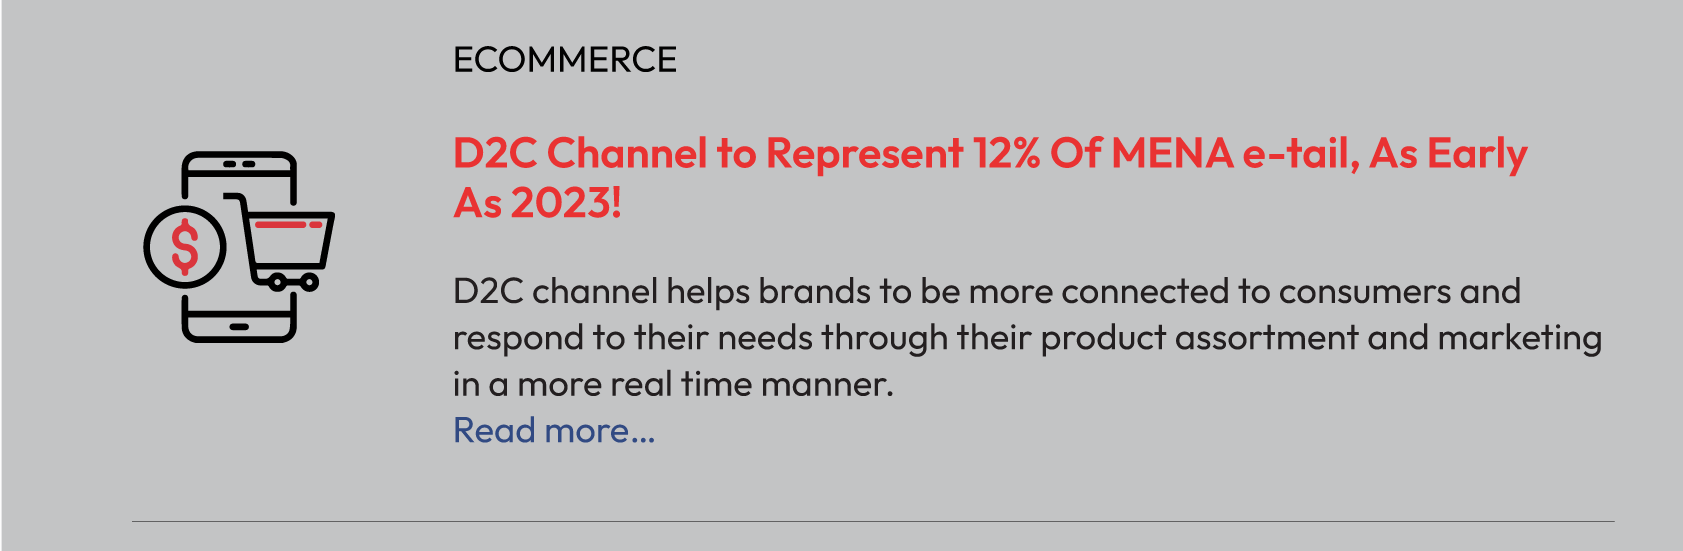 ECOMMERCE
D2C Channel to Represent 12% Of MENA e-tail, As Early
As 2023!
$
D2C channel helps brands to be more connected to consumers and
respond to their needs through their product assortment and marketing
in a more real time manner.
Read more...